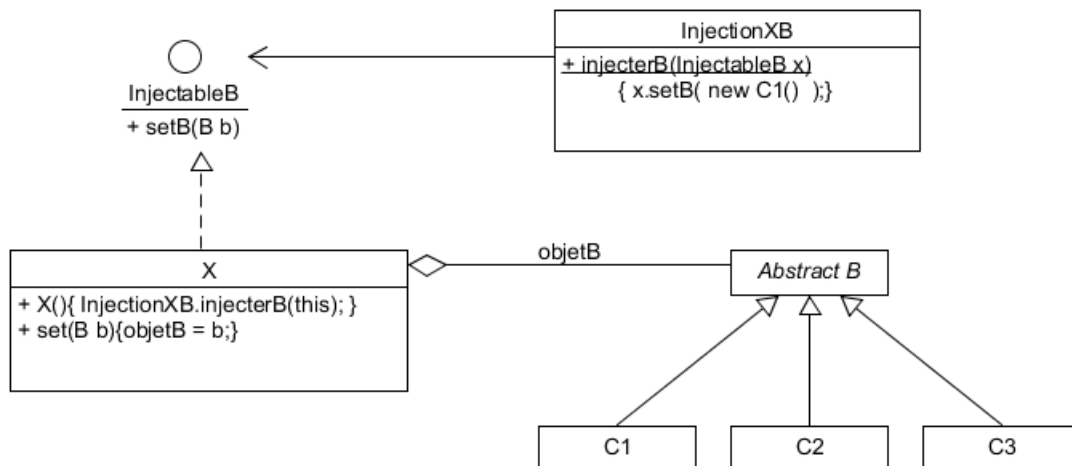 InjectionXB
+ injecterB(InjectableB x)
{ x.setB( new C1() );}
InjectableB
+ setB(B b)
X
+ X(){ InjectionXB.injecterB(this); }
+ set(B b){objetB = b;}
objetB
Abstract B
C1
C2
C3